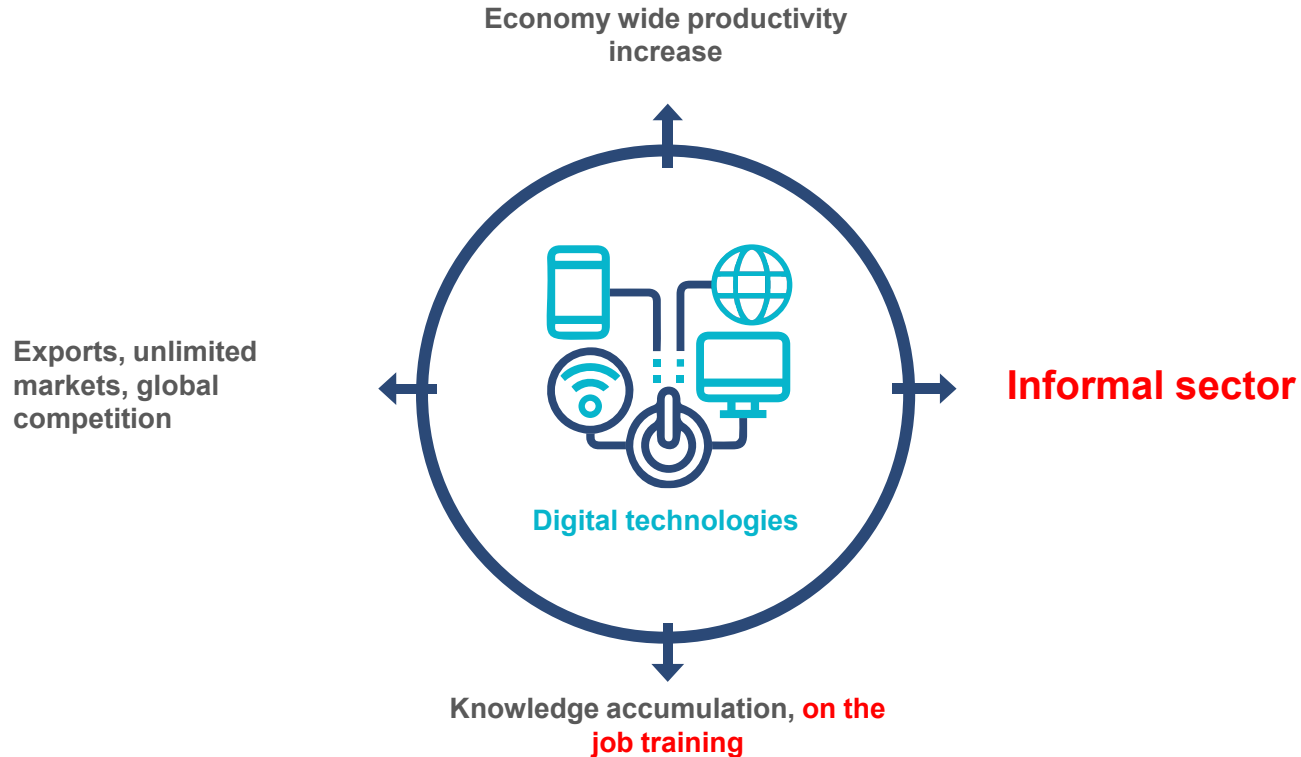 Economy wide productivity
increase
Exports, unlimited
markets, global
competition
Informal sector
Digital technologies
Knowledge accumulation, on the
job training